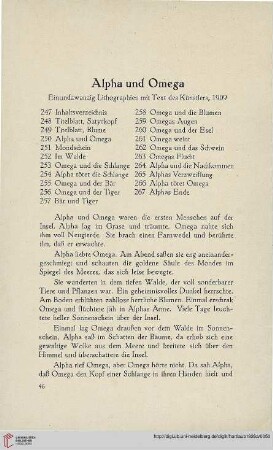 Alpha und Omega
Einundzwanzig Lithographien mit Text des Künstlers, 1909
247 Inhaltsverzeichnis
248 Titelblatt, Satyrkopf
249 Titelblatt, Blume
250 Alpha und Omega
251 Mondschein
252 Im Walde
253 Omega und die Schlange
254 Alpha tötet die Schlange
255 Omega und der Bär
256 Omega und der Tiger
257 Bär und Tiger
258 Omega und die Blumen
259 Omegas Augen
260 Omega und der Esel
261 Omega weint
262 Omega und das Schwein
263 Omegas Flucht
264 Alpha und die Nachkommen
265 Alphas Verzweiflung
266 Alpha tötet Omega
267 Alphas Ende
Alpha und Omega waren die ersten Menschen auf der
Insel. Alpha lag im Grase und träumte, Omega nahte sich
ihm voll Neugierde. Sie brach einen Farnwedel und berührte
ihn, daß er erwachte.
Alpha liebte Omega. Am Abend saßen sie eng aneinander-
geschmiegt und schauten die goldene Säule des Mondes im
Spiegel des Meeres, das sich leise bewegte.
Sie wanderten in dem tiefen Walde, der voll sonderbarer
Tiere und Pflanzen war. Ein geheimnisvolles Dunkel herrschte.
Am Boden erblühten zahllose herrliche Blumen. Einmal erschrak
Omega und flüchtete jäh in Alphas Arme. Viele Tage leuch-
tete heller Sonnenschein über der Insel.
Einmal lag Omega draußen vor dem Walde im Sonnen-
schein, Alpha saß im Schatten der Bäume, da erhob sich eine
gewaltige Wolke aus dem Meere und breitete sich über den
Himmel und überschattete die Insel.
Alpha rief Omega, aber Omega hörte nicht. Da sah Alpha,
daß Omega den Kopf einer Schlange in ihren Händen hielt und
46